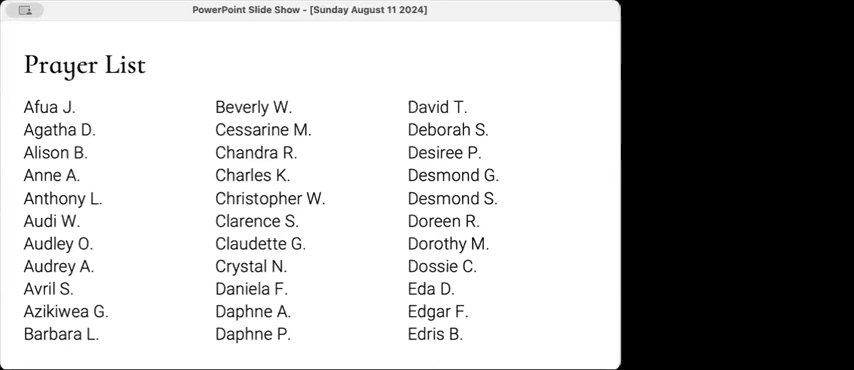 PowerPoint Slide Show - [Sunday August 11 2024]
Prayer List
Afua J.
Agatha D.
Alison B.
Anne A.
Anthony L.
Audi W.
Audley O.
Audrey A.
Avril S.
Azikiwea G.
Barbara L.
Beverly W.
Cessarine M.
Chandra R.
Charles K.
Christopher W.
Clarence S.
Claudette G.
Crystal N.
Daniela F.
Daphne A.
Daphne P.
David T.
Deborah S.
Desiree P.
Desmond G.
Desmond S.
Doreen R.
Dorothy M.
Dossie C.
Eda D.
Edgar F.
Edris B.